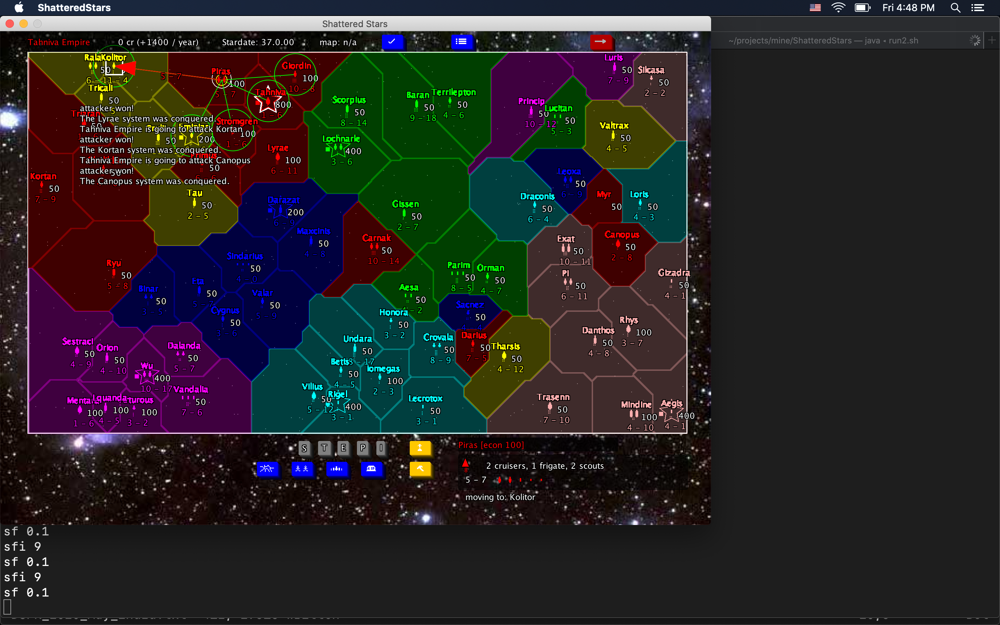 ShatteredStars
Fri 4:48 PM
Shattered Stars
~/projects/mine/ShatteredStars — java ◂ run2.sh
Tahniva Empire
0 cr (+1400 / year)
Stardate: 37.0.00
map: n/a
Kolitor
50
6 – 11 – 4
5 – 7
Piras
100
5 – 7
Giordin
100
10 – 8
Tahniva
800
1 – 6
Tricali
50
attacker won!
The Lyrae system was conquered.
Tahniva Empire is going to attack Kortan
attacker won!
The Kortan system was conquered.
Tahniva Empire is going to attack Canopus
attacker won!
The Canopus system was conquered.
50
200
Stromgren
100
1 – 6
50
Lyrae
100
6 – 11
Kortan
50
7 – 9
Tau
50
2 – 5
Scorpius
50
8 – 14
Baran
50
9 – 18
Terrilepton
50
4 – 6
Lochnarle
400
3 – 6
Princip
50
10 – 12
Lucitan
50
5 – 3
Luris
50
7 – 9
Silcasa
50
2 – 2
Valtrax
50
4 – 5
Leoxa
50
6 – 9
Myr
50
Loris
50
4 – 3
Draconis
50
6 – 4
Gissen
50
2 – 7
Darazat
200
6 – 9
Maxcinis
50
4 – 8
Carnak
50
10 – 14
Exat
50
10 – 11
Canopus
50
2 – 8
Sindarius
50
4 – 0
Ryu
50
5 – 8
Binar
50
3 – 5
Eta
50
5 – 7
Valar
50
5 – 9
Cygnus
50
3 – 6
Parim
50
8 – 5
Orman
50
4 – 7
Pi
50
6 – 11
Gizadra
50
4 – 1
Aesa
50
– 2
Sacnez
50
4 – 4
Honora
50
3 – 2
Rhys
100
3 – 7
Danthos
50
4 – 8
Undara
50
8 – 17
Crovala
50
8 – 9
Darius
50
7 – 5
Tharsis
50
4 – 12
Sestraci
50
4 – 9
Orion
50
4 – 10
Dalanda
50
5 – 7
Wu
400
10 – 17
Betis
50
4 – 5
Iomegas
100
2 – 3
Vandalia
50
7 – 6
100
1 – 6
100
4 – 5
turous
100
3 – 2
Villus
50
5 – 12
Rigel
400
3 – 1
Lecrotox
50
3 – 1
Trasenn
50
7 – 10
Mindine
100
4 – 10
Aegis
400
4 – 1
S T E P I
Piras [econ 100]
8
2 cruisers, 1 frigate, 2 scouts
RIP
5 – 7
moving to: Kolitor
sf 0.1
sfi 9
sf 0.1
sfi 9
sf 0.1